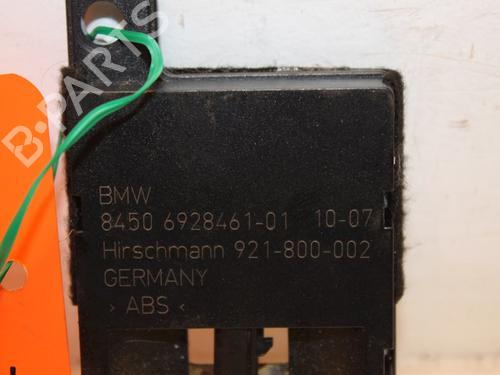 B-PARTS
BMW
8450 6928461-01 10-07
Hirschmann 921-800-002
GERMANY
> ABS <